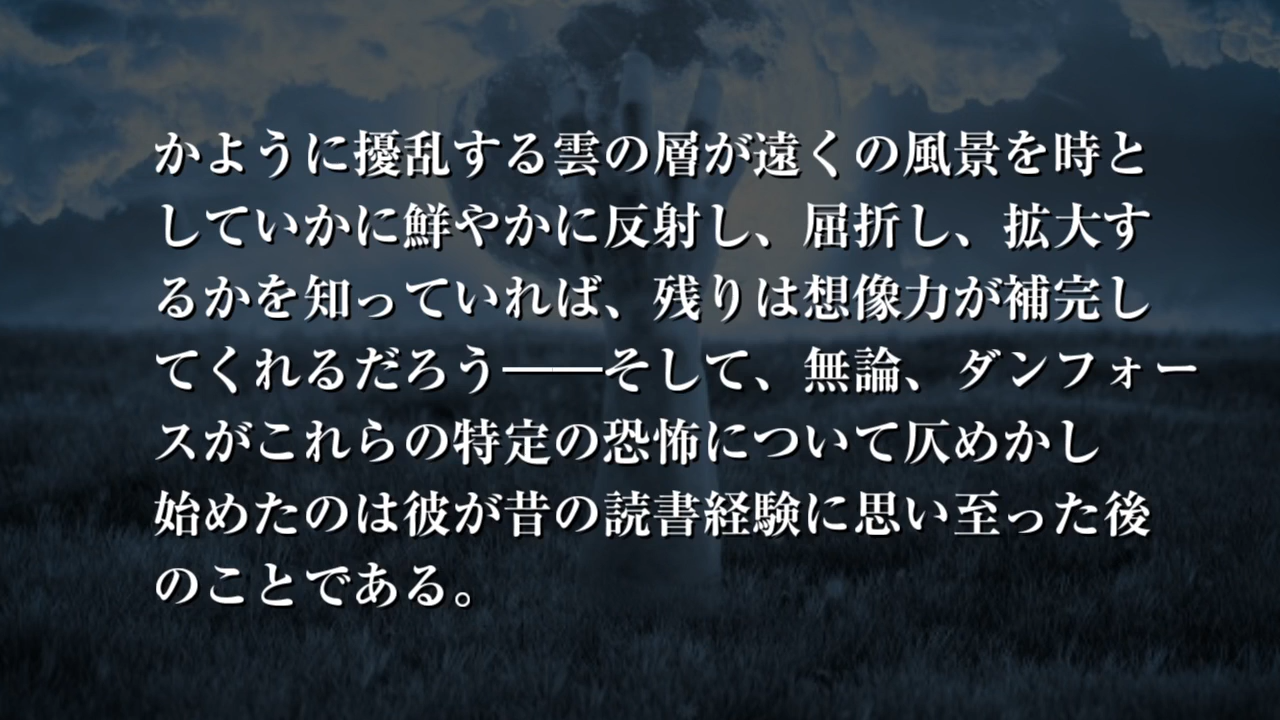 かように擾乱する雲の層が遠くの風景を時と
していかに鮮やかに反射し、屈折し、拡大す
るかを知っていれば、残りは想像力が補完し
てくれるだろう――そして、無論、ダンフォー
スがこれらの特定の恐怖について仄めかし
始めたのは彼が昔の読書経験に思い至った後
のことである。